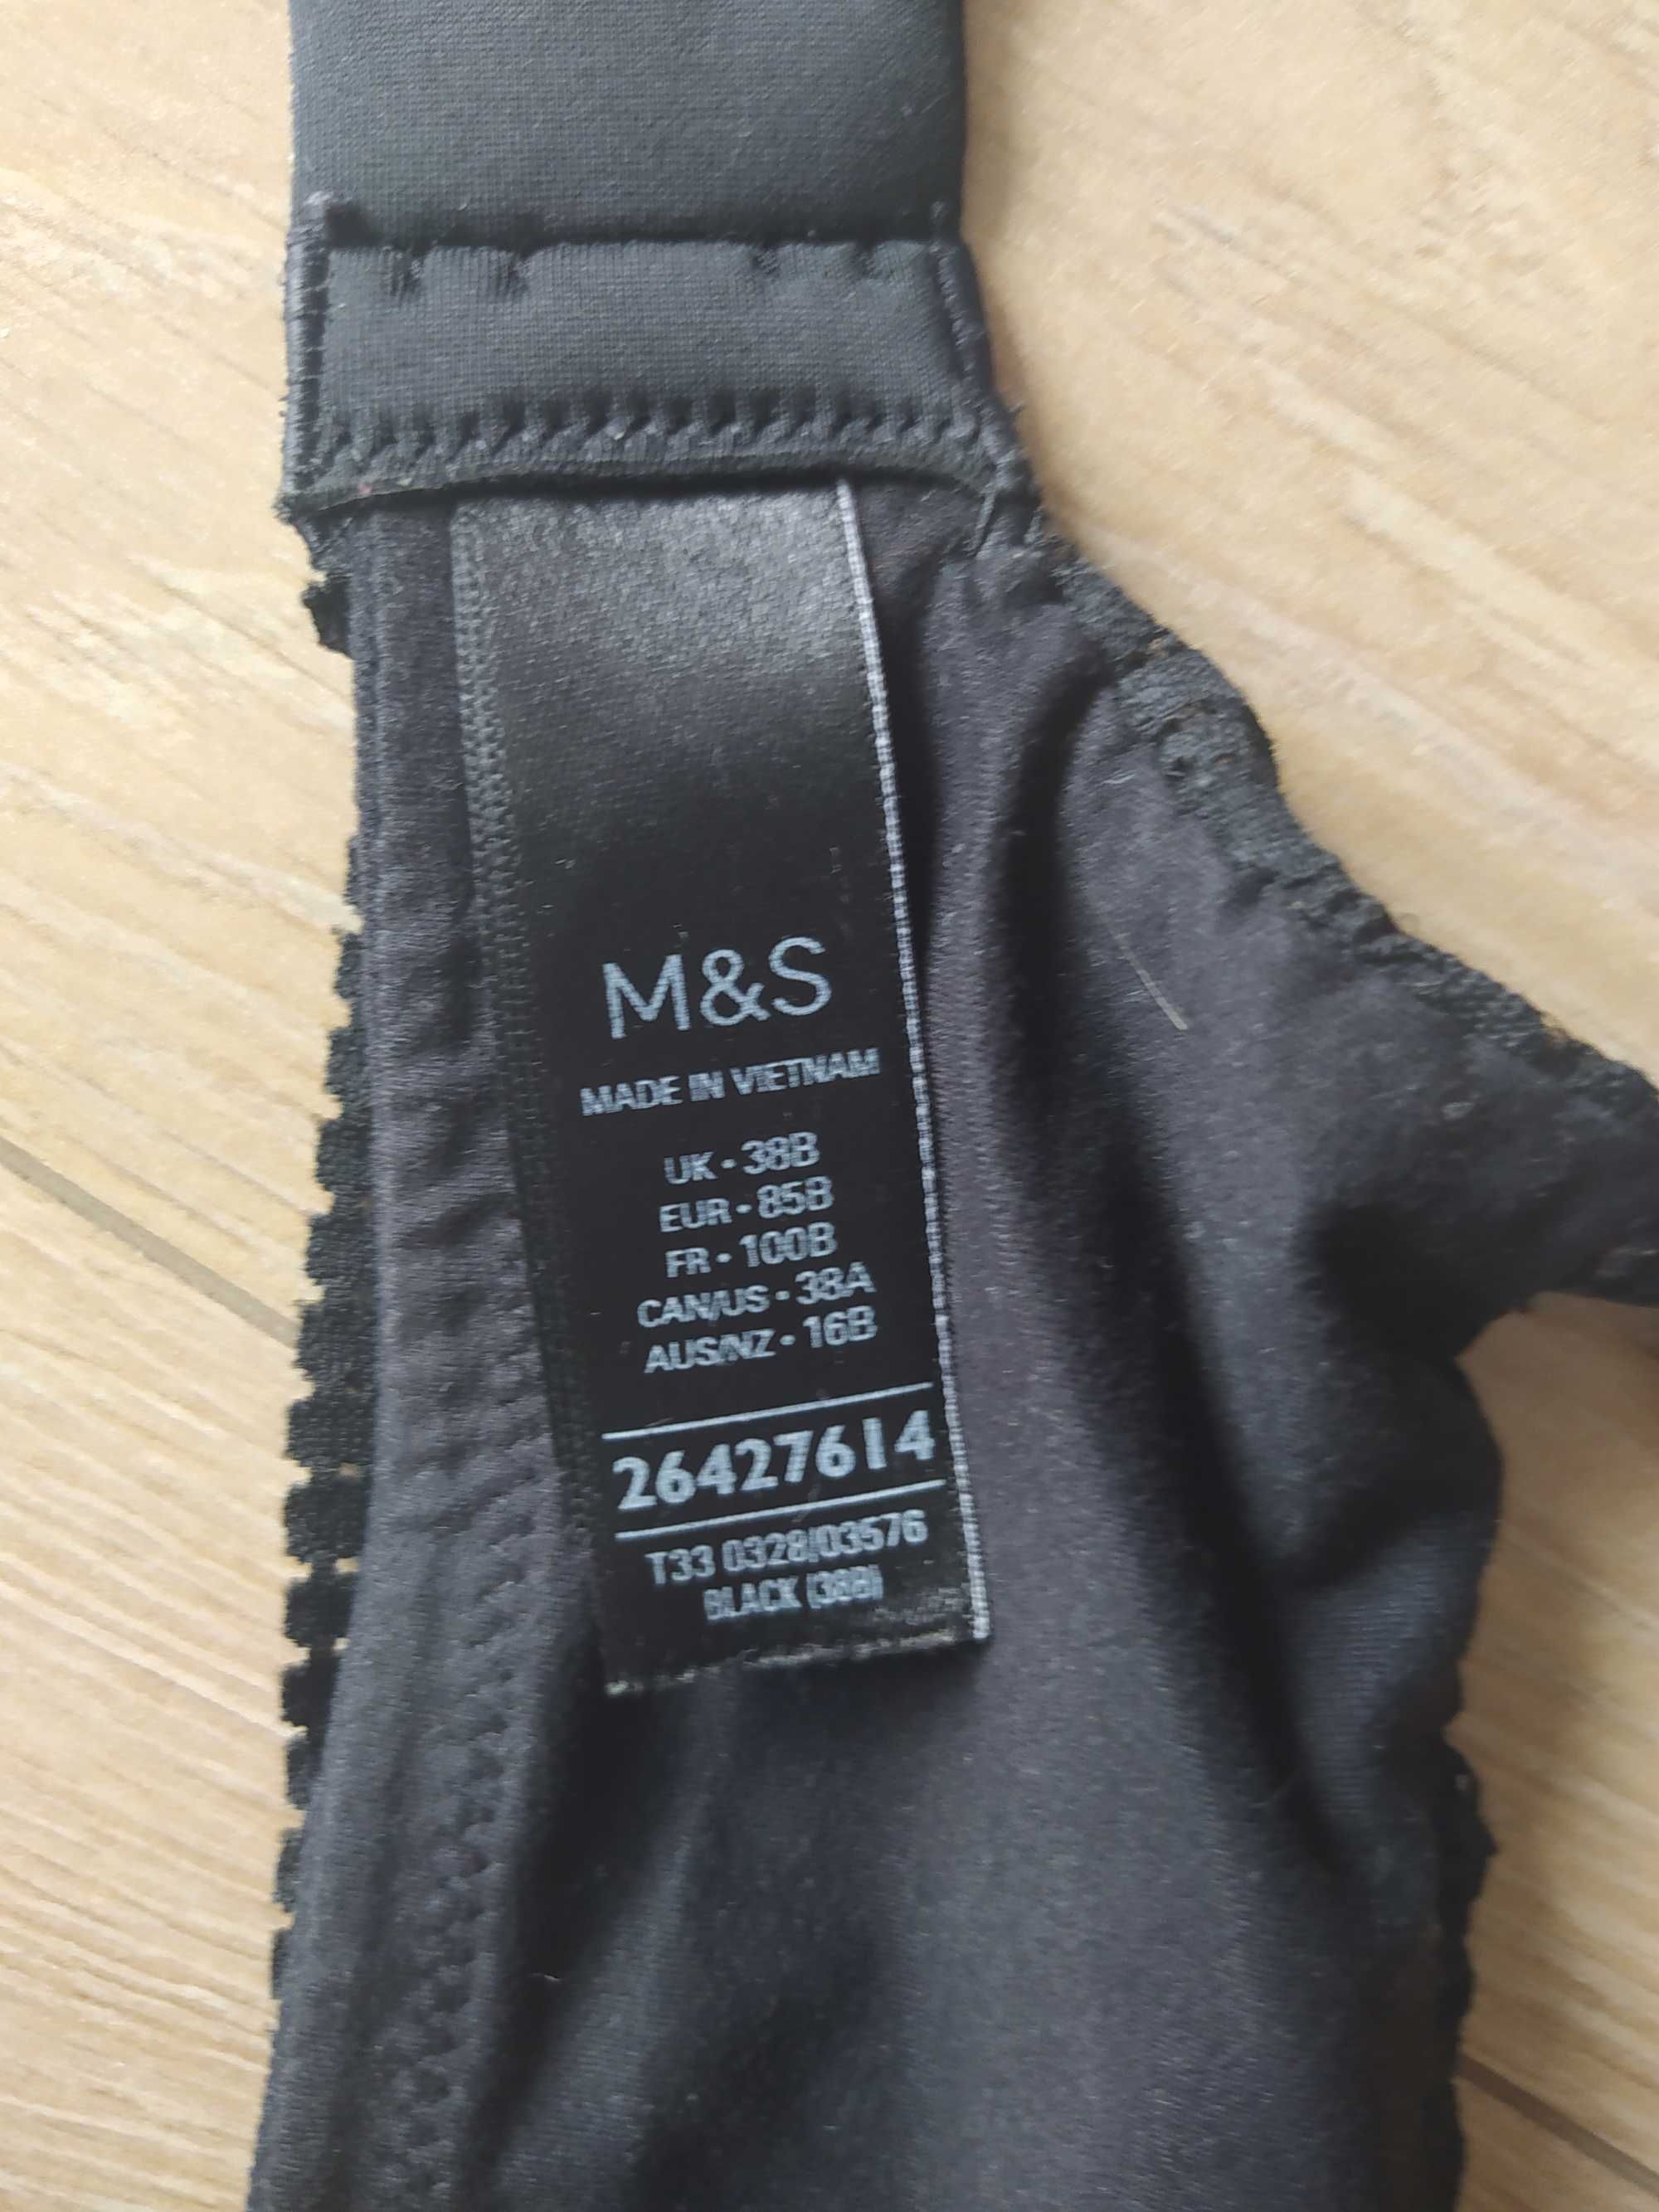 M&S
MADE IN VIETNAM
UK • 38B
EUR • 85B
FR • 100B
CAN/US • 38A
AUS/NZ • 16B
26427614
T33 0328/03576
BLACK (38B)